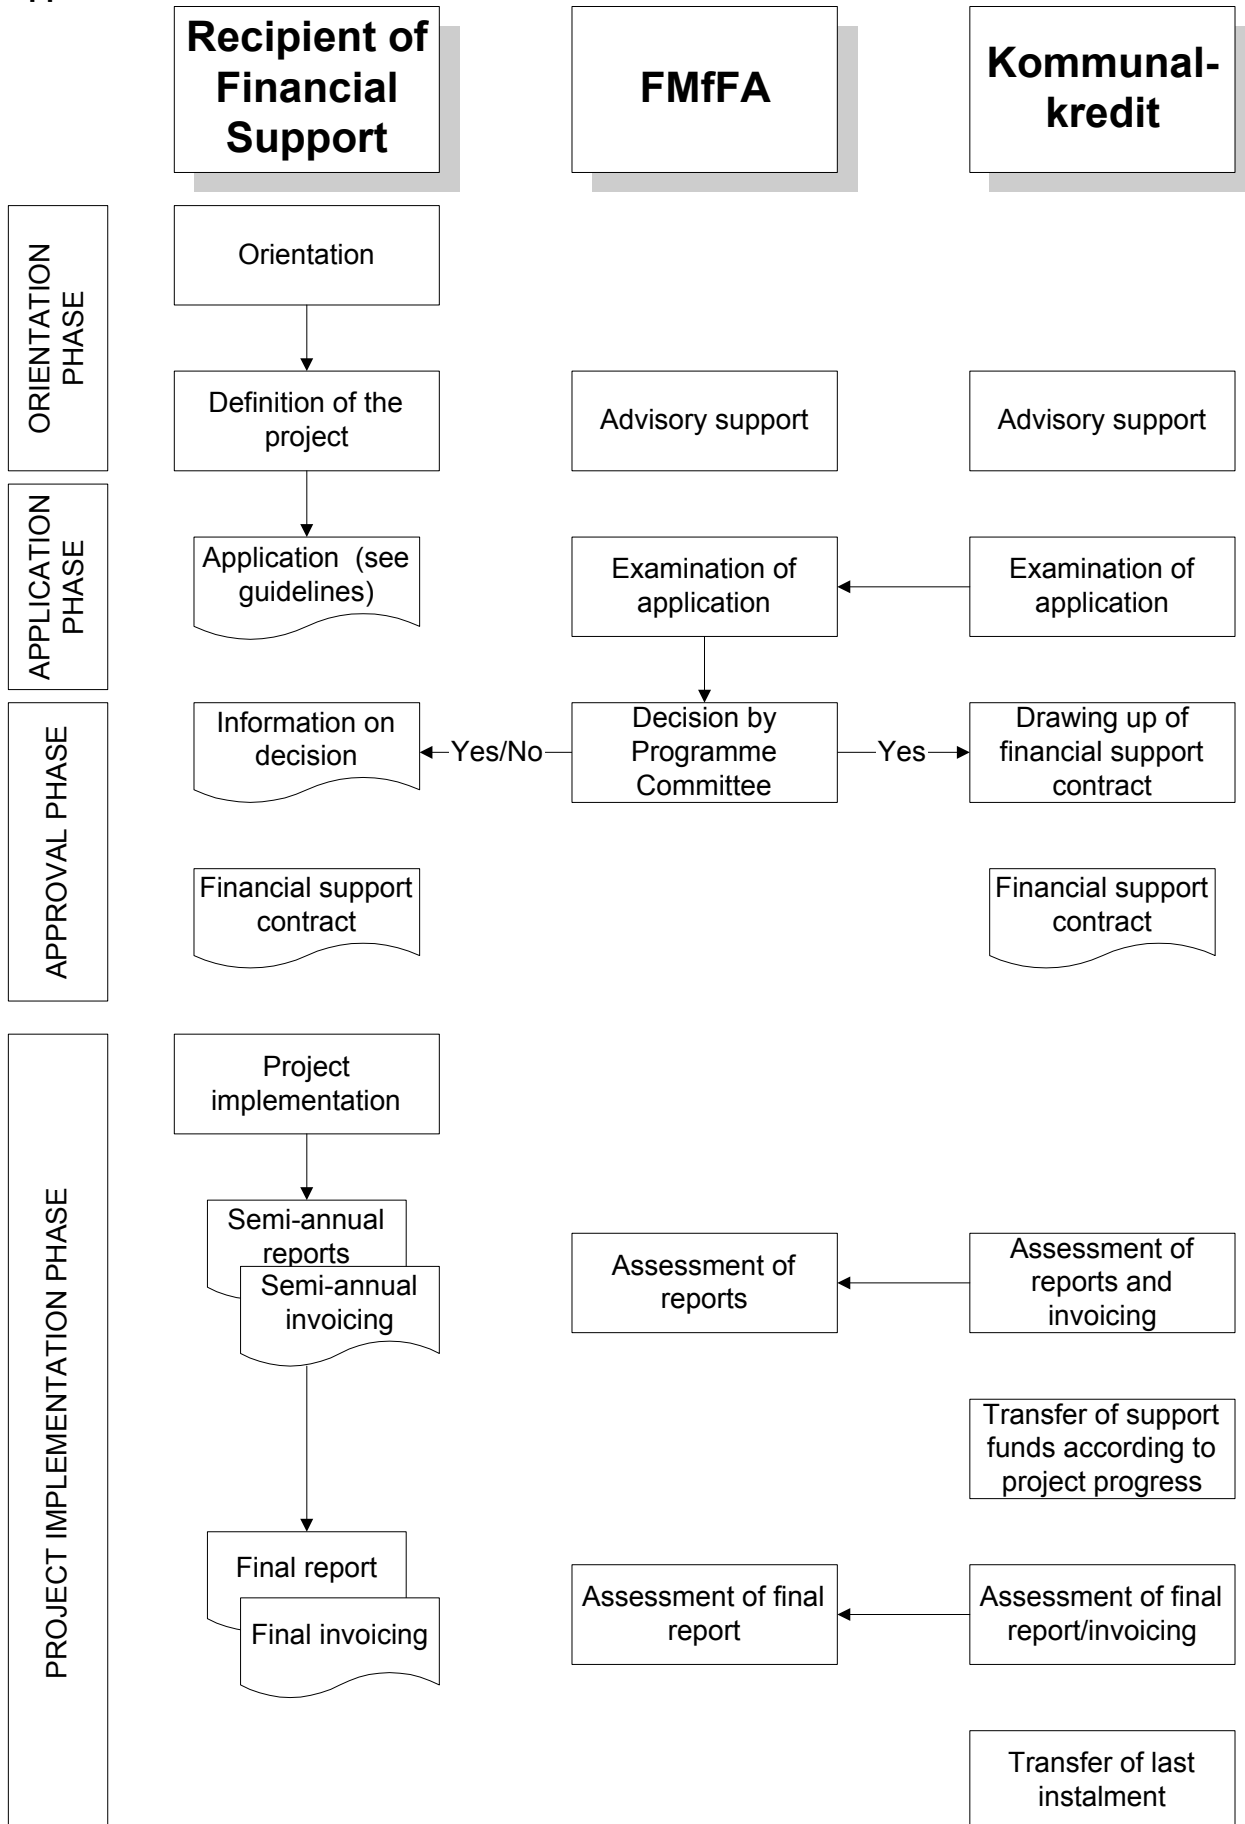 Recipient of
Financial
Support
FMfFA
Kommunal-
kredit
ORIENTATION
PHASE
Orientation
Definition of the
project
Advisory support
Advisory support
APPLICATION
PHASE
Application (see
guidelines)
Examination of
application
Examination of
application
APPROVAL PHASE
Information on
decision
Yes/No
Decision by
Programme
Committee
Yes
Drawing up of
financial support
contract
Financial support
contract
Financial support
contract
PROJECT IMPLEMENTATION PHASE
Project
implementation
Semi-annual
reports
Semi-annual
invoicing
Assessment of
reports
Assessment of
reports and
invoicing
Transfer of support
funds according to
project progress
Final report
Final invoicing
Assessment of final
report
Assessment of final
report/invoicing
Transfer of last
instalment